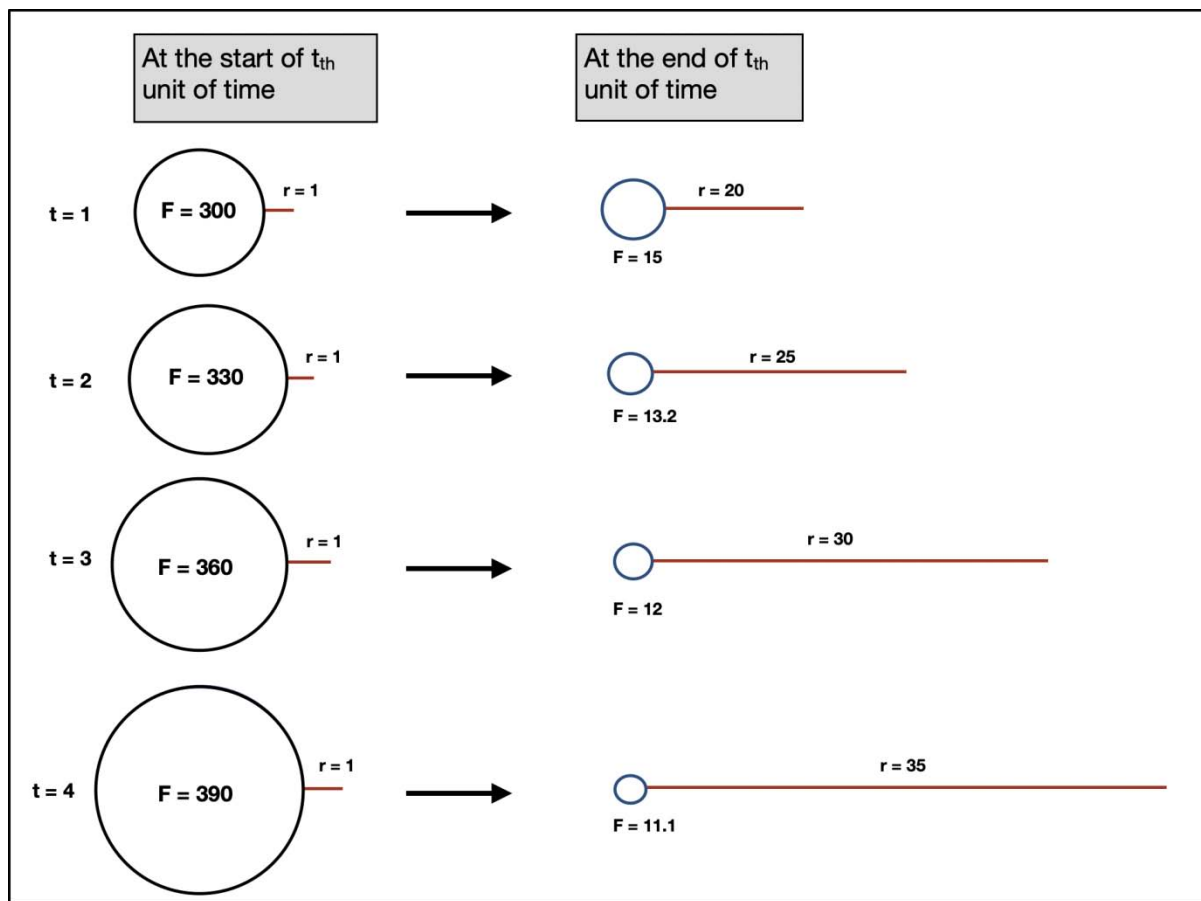 At the start of tth
unit of time
At the end of tth
unit of time
t = 1
F = 300
r = 1
r = 20
F = 15
t = 2
F = 330
r = 1
r = 25
F = 13.2
t = 3
F = 360
r = 1
r = 30
F = 12
t = 4
F = 390
r = 1
r = 35
F = 11.1